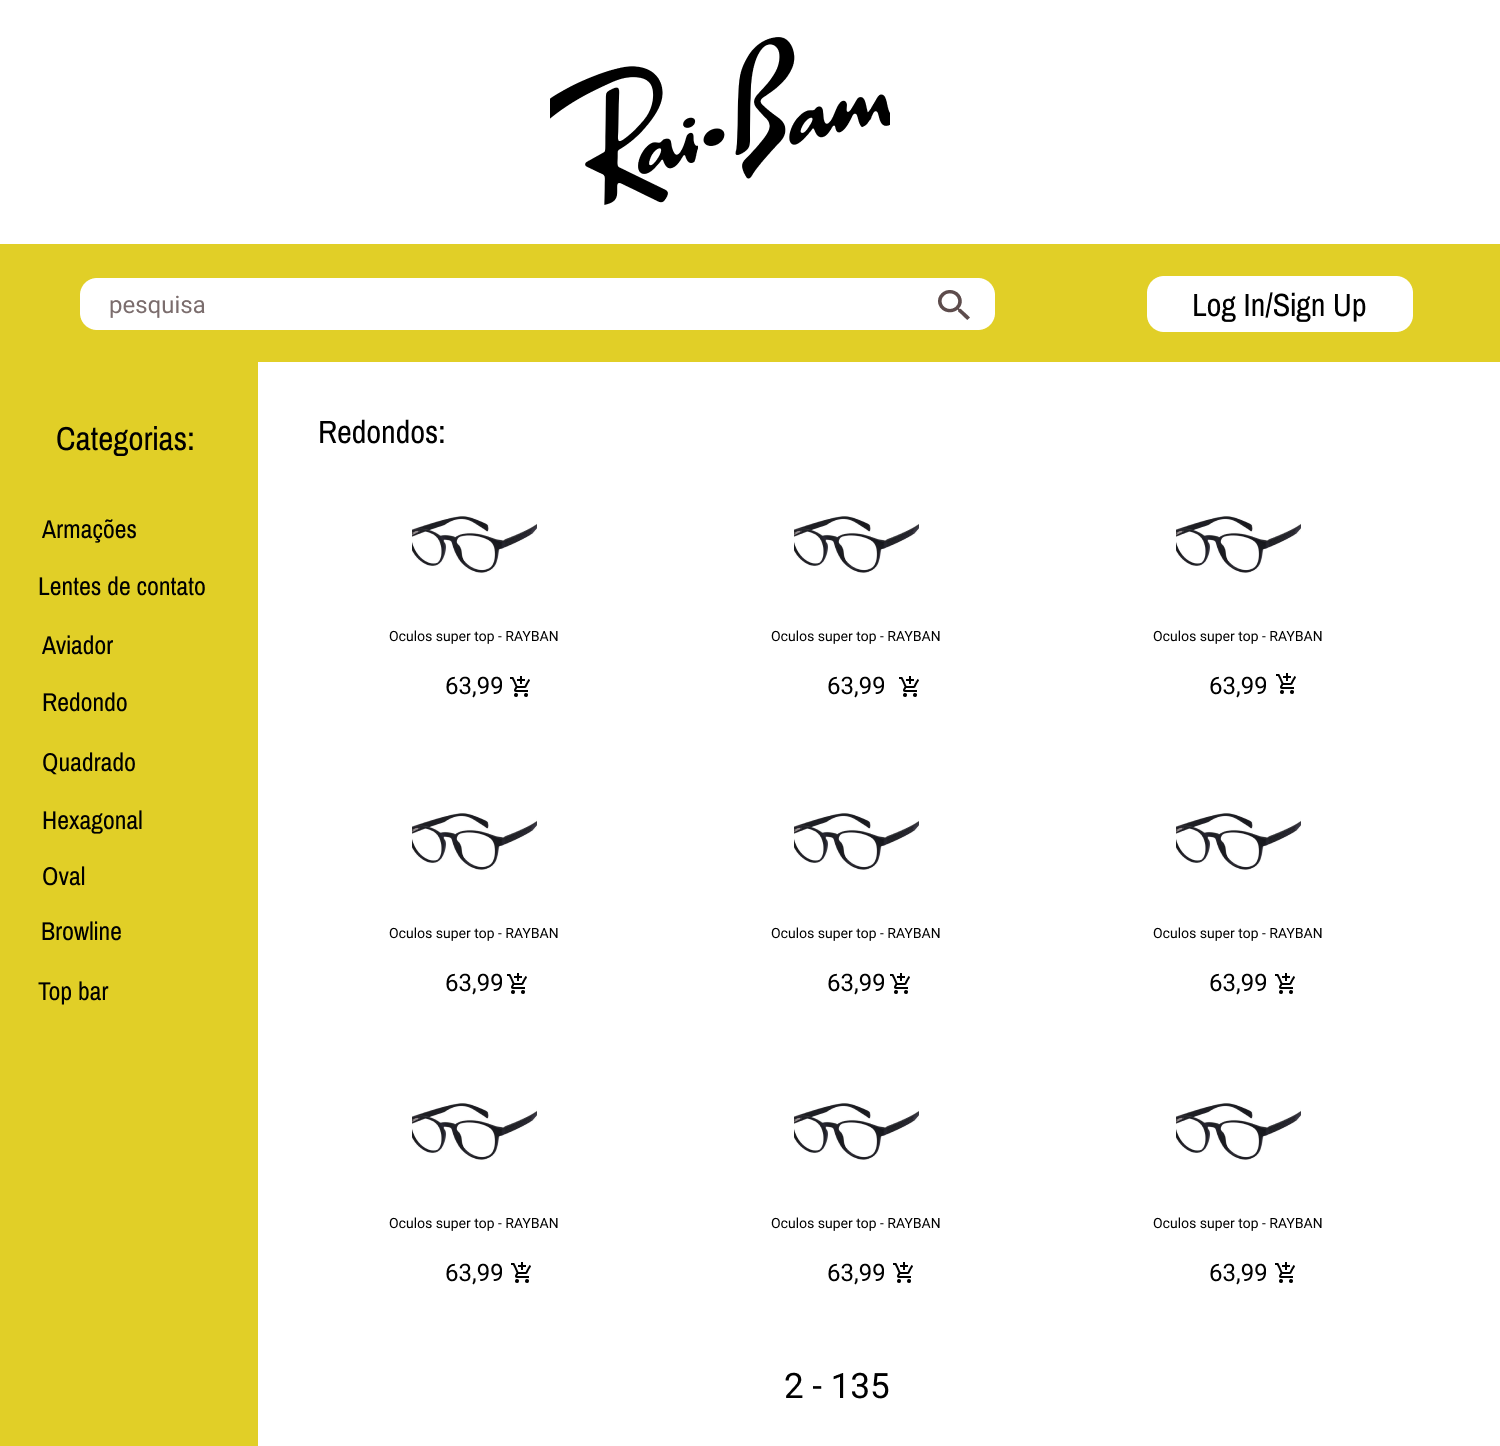 Rai-Bam
pesquisa
Log In/Sign Up
Categorias:
Armações
Lentes de contato
Aviador
Redondo
Quadrado
Hexagonal
Oval
Browline
Top bar
Redondos:
Oculos super top - RAYBAN
63,99
Oculos super top - RAYBAN
63,99
Oculos super top - RAYBAN
63,99
Oculos super top - RAYBAN
63,99
Oculos super top - RAYBAN
63,99
Oculos super top - RAYBAN
63,99
Oculos super top - RAYBAN
63,99
Oculos super top - RAYBAN
63,99
Oculos super top - RAYBAN
63,99
2 - 135